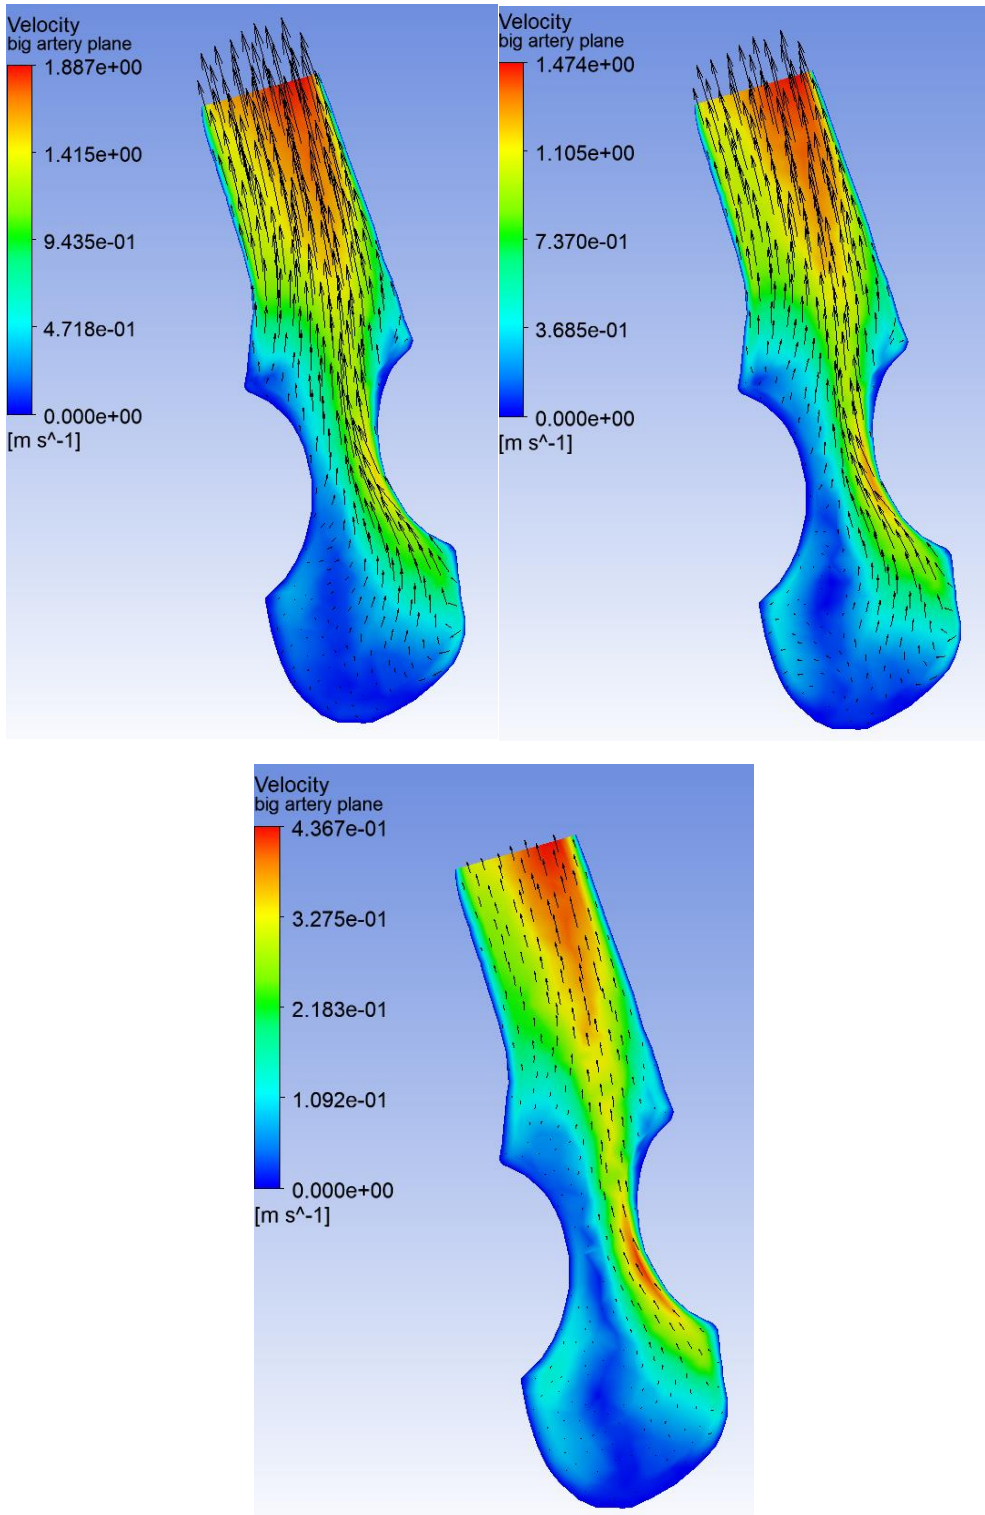 Velocity
big artery plane
1.887e+00
1.415e+00
9.435e-01
4.718e-01
0.000e+00
[m s^-1]
Velocity
big artery plane
1.474e+00
1.105e+00
7.370e-01
3.685e-01
0.000e+00
[m s^-1]
Velocity
big artery plane
4.367e-01
3.275e-01
2.183e-01
1.092e-01
0.000e+00
[m s^-1]